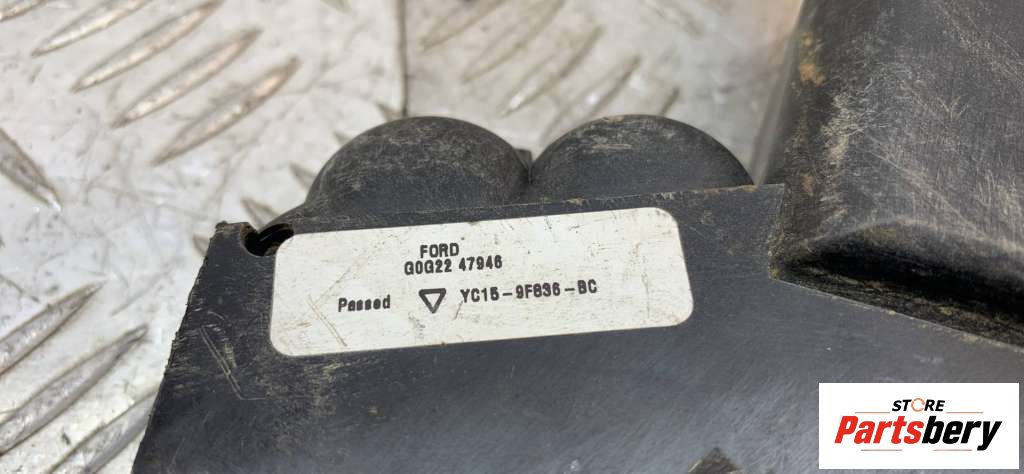 FORD
G0G22 47946
Passed YC15-9F836-BC
STORE
Partsbery